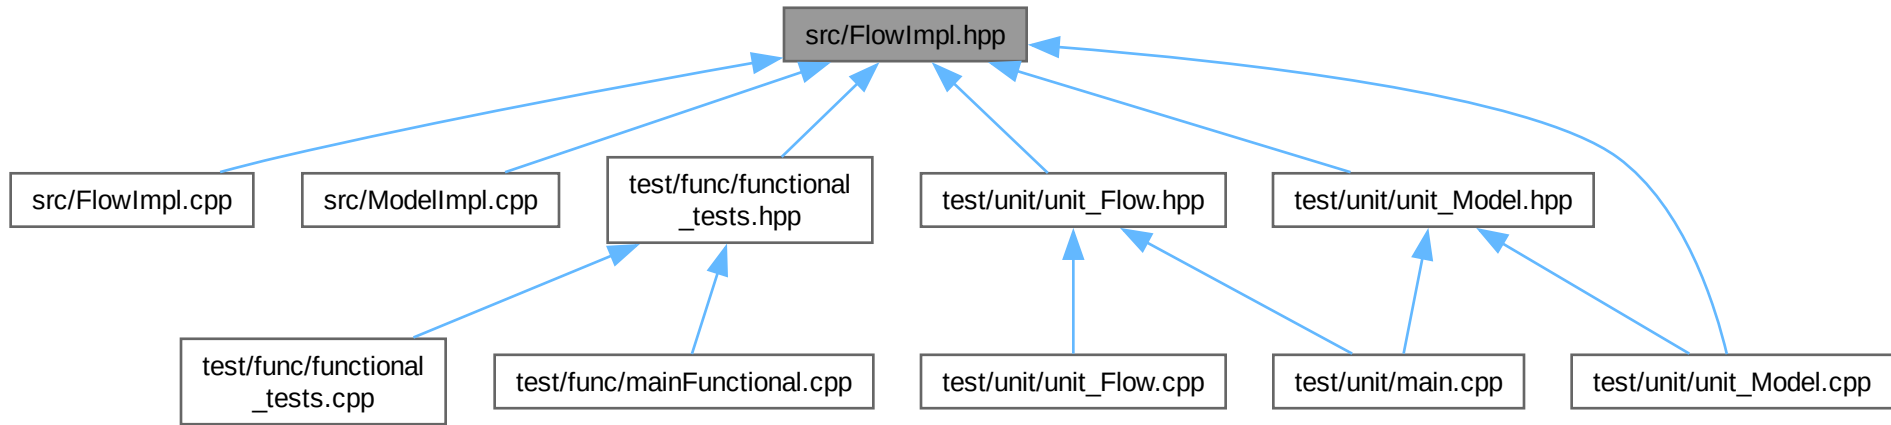 src/FlowImpl.hpp
src/FlowImpl.cpp
src/ModelImpl.cpp
test/func/functional
_tests.hpp
test/unit/unit_Flow.hpp
test/unit/unit_Model.hpp
test/func/functional
_tests.cpp
test/func/mainFunctional.cpp
test/unit/unit_Flow.cpp
test/unit/main.cpp
test/unit/unit_Model.cpp